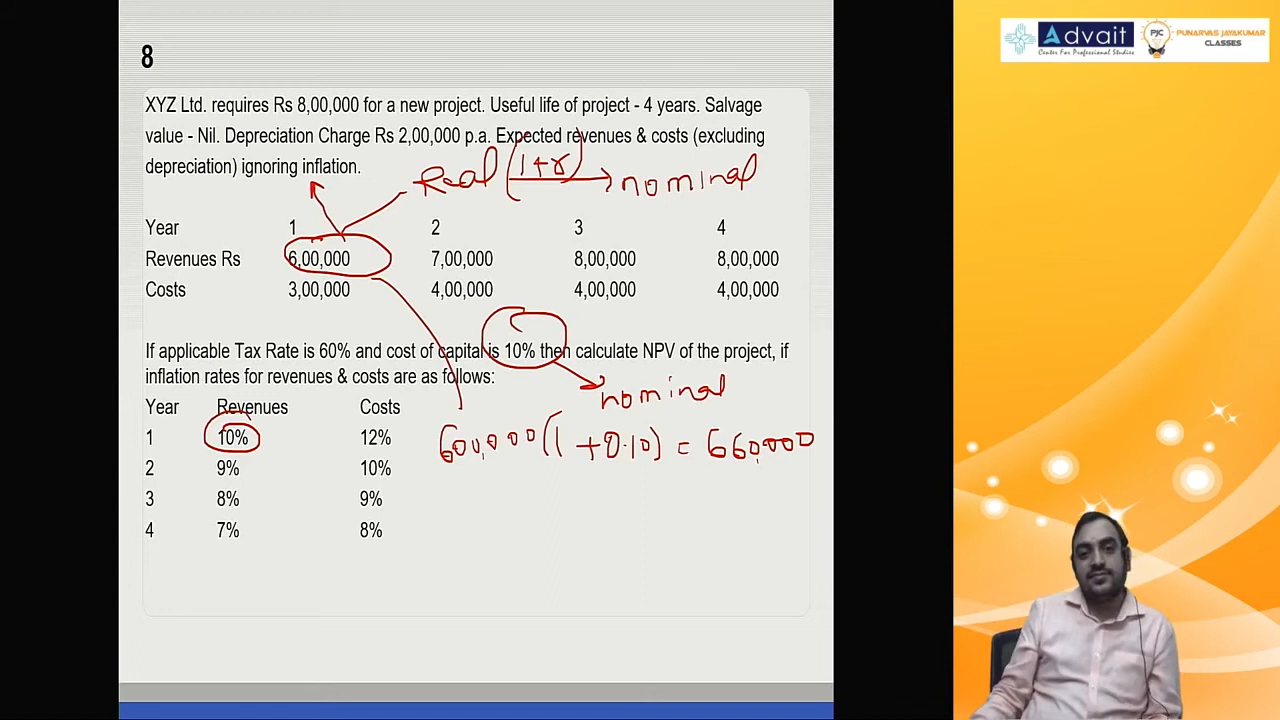 8
Advait
Center For Professional Studies
PJC
PUNARVAS JAYAKUMAR
CLASSES
XYZ Ltd. requires Rs 8,00,000 for a new project. Useful life of project - 4 years. Salvage
value - Nil. Depreciation Charge Rs 2,00,000 p.a. Expected revenues & costs (excluding
depreciation) ignoring inflation.
Real (1+r) nominal
Year 1 2 3 4
Revenues Rs 6,00,000 7,00,000 8,00,000 8,00,000
Costs 3,00,000 4,00,000 4,00,000 4,00,000
If applicable Tax Rate is 60% and cost of capital is 10% then calculate NPV of the project, if
inflation rates for revenues & costs are as follows:
nominal
Year Revenues Costs
1 10% 12%
600,000 (1 + 0.10) = 660,000
2 9% 10%
3 8% 9%
4 7% 8%